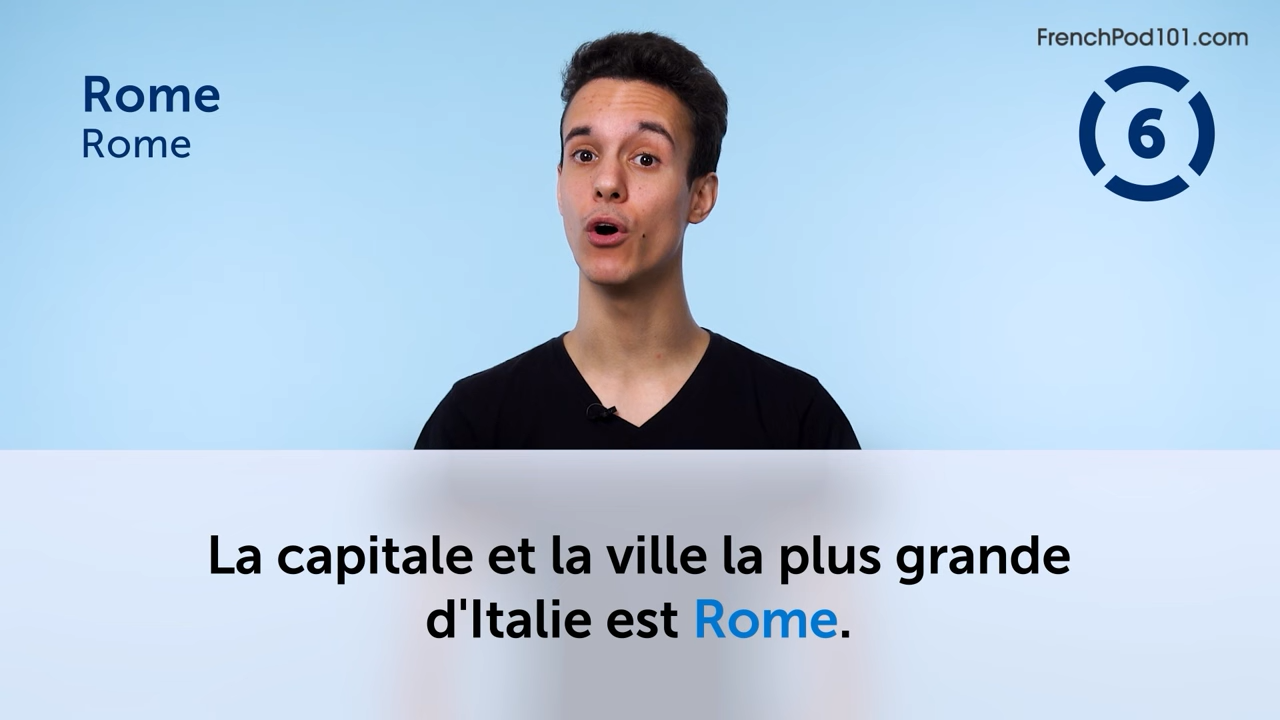 FrenchPod101.com
Rome
Rome
6
La capitale et la ville la plus grande
d'Italie est Rome.